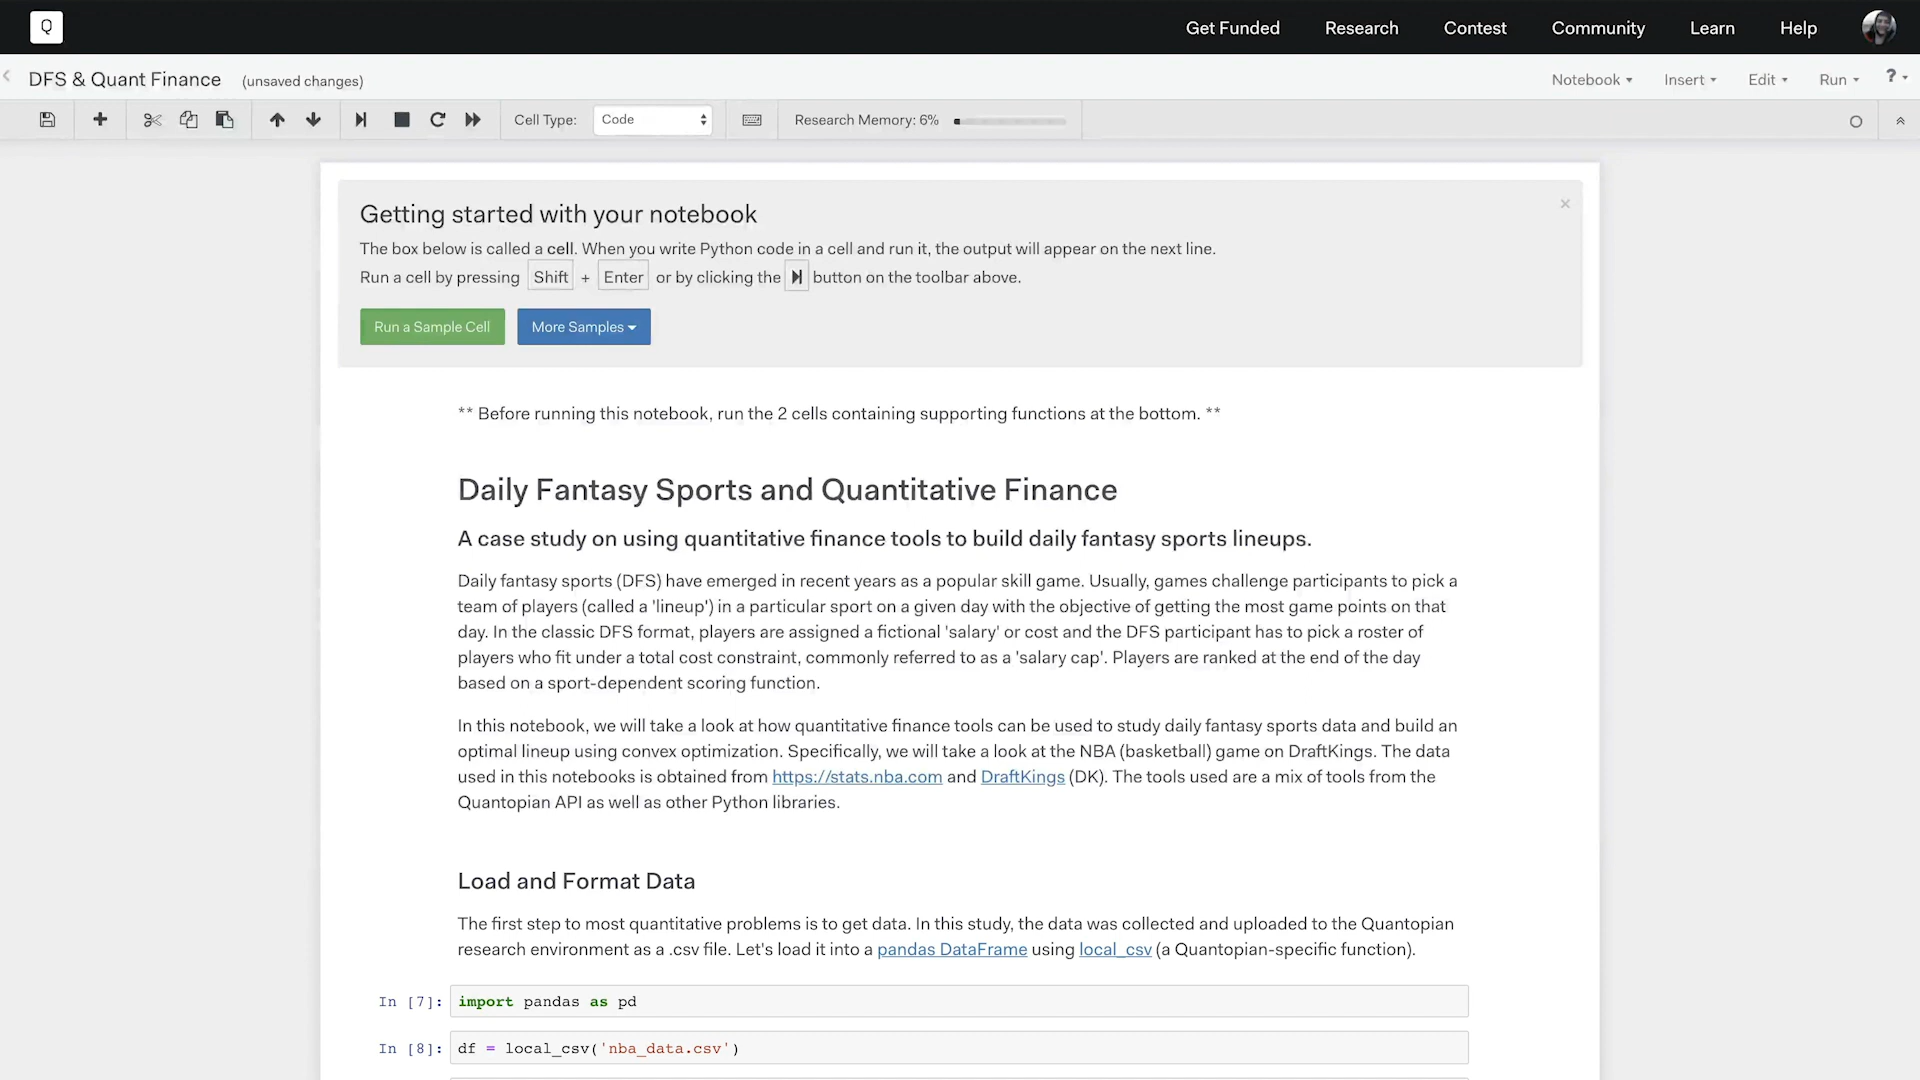 Q
Get Funded Research Contest Community Learn Help
DFS & Quant Finance (unsaved changes)
Notebook Insert Edit Run ?
Cell Type: Code Research Memory: 6%
Getting started with your notebook
×
The box below is called a cell. When you write Python code in a cell and run it, the output will appear on the next line.
Run a cell by pressing Shift + Enter or by clicking the button on the toolbar above.
Run a Sample Cell More Samples
** Before running this notebook, run the 2 cells containing supporting functions at the bottom. **
Daily Fantasy Sports and Quantitative Finance
A case study on using quantitative finance tools to build daily fantasy sports lineups.
Daily fantasy sports (DFS) have emerged in recent years as a popular skill game. Usually, games challenge participants to pick a
team of players (called a 'lineup') in a particular sport on a given day with the objective of getting the most game points on that
day. In the classic DFS format, players are assigned a fictional 'salary' or cost and the DFS participant has to pick a roster of
players who fit under a total cost constraint, commonly referred to as a 'salary cap'. Players are ranked at the end of the day
based on a sport-dependent scoring function.
In this notebook, we will take a look at how quantitative finance tools can be used to study daily fantasy sports data and build an
optimal lineup using convex optimization. Specifically, we will take a look at the NBA (basketball) game on DraftKings. The data
used in this notebooks is obtained from https://stats.nba.com and DraftKings (DK). The tools used are a mix of tools from the
Quantopian API as well as other Python libraries.
Load and Format Data
The first step to most quantitative problems is to get data. In this study, the data was collected and uploaded to the Quantopian
research environment as a .csv file. Let's load it into a pandas DataFrame using local_csv (a Quantopian-specific function).
In [7]: import pandas as pd
In [8]: df = local_csv('nba_data.csv')